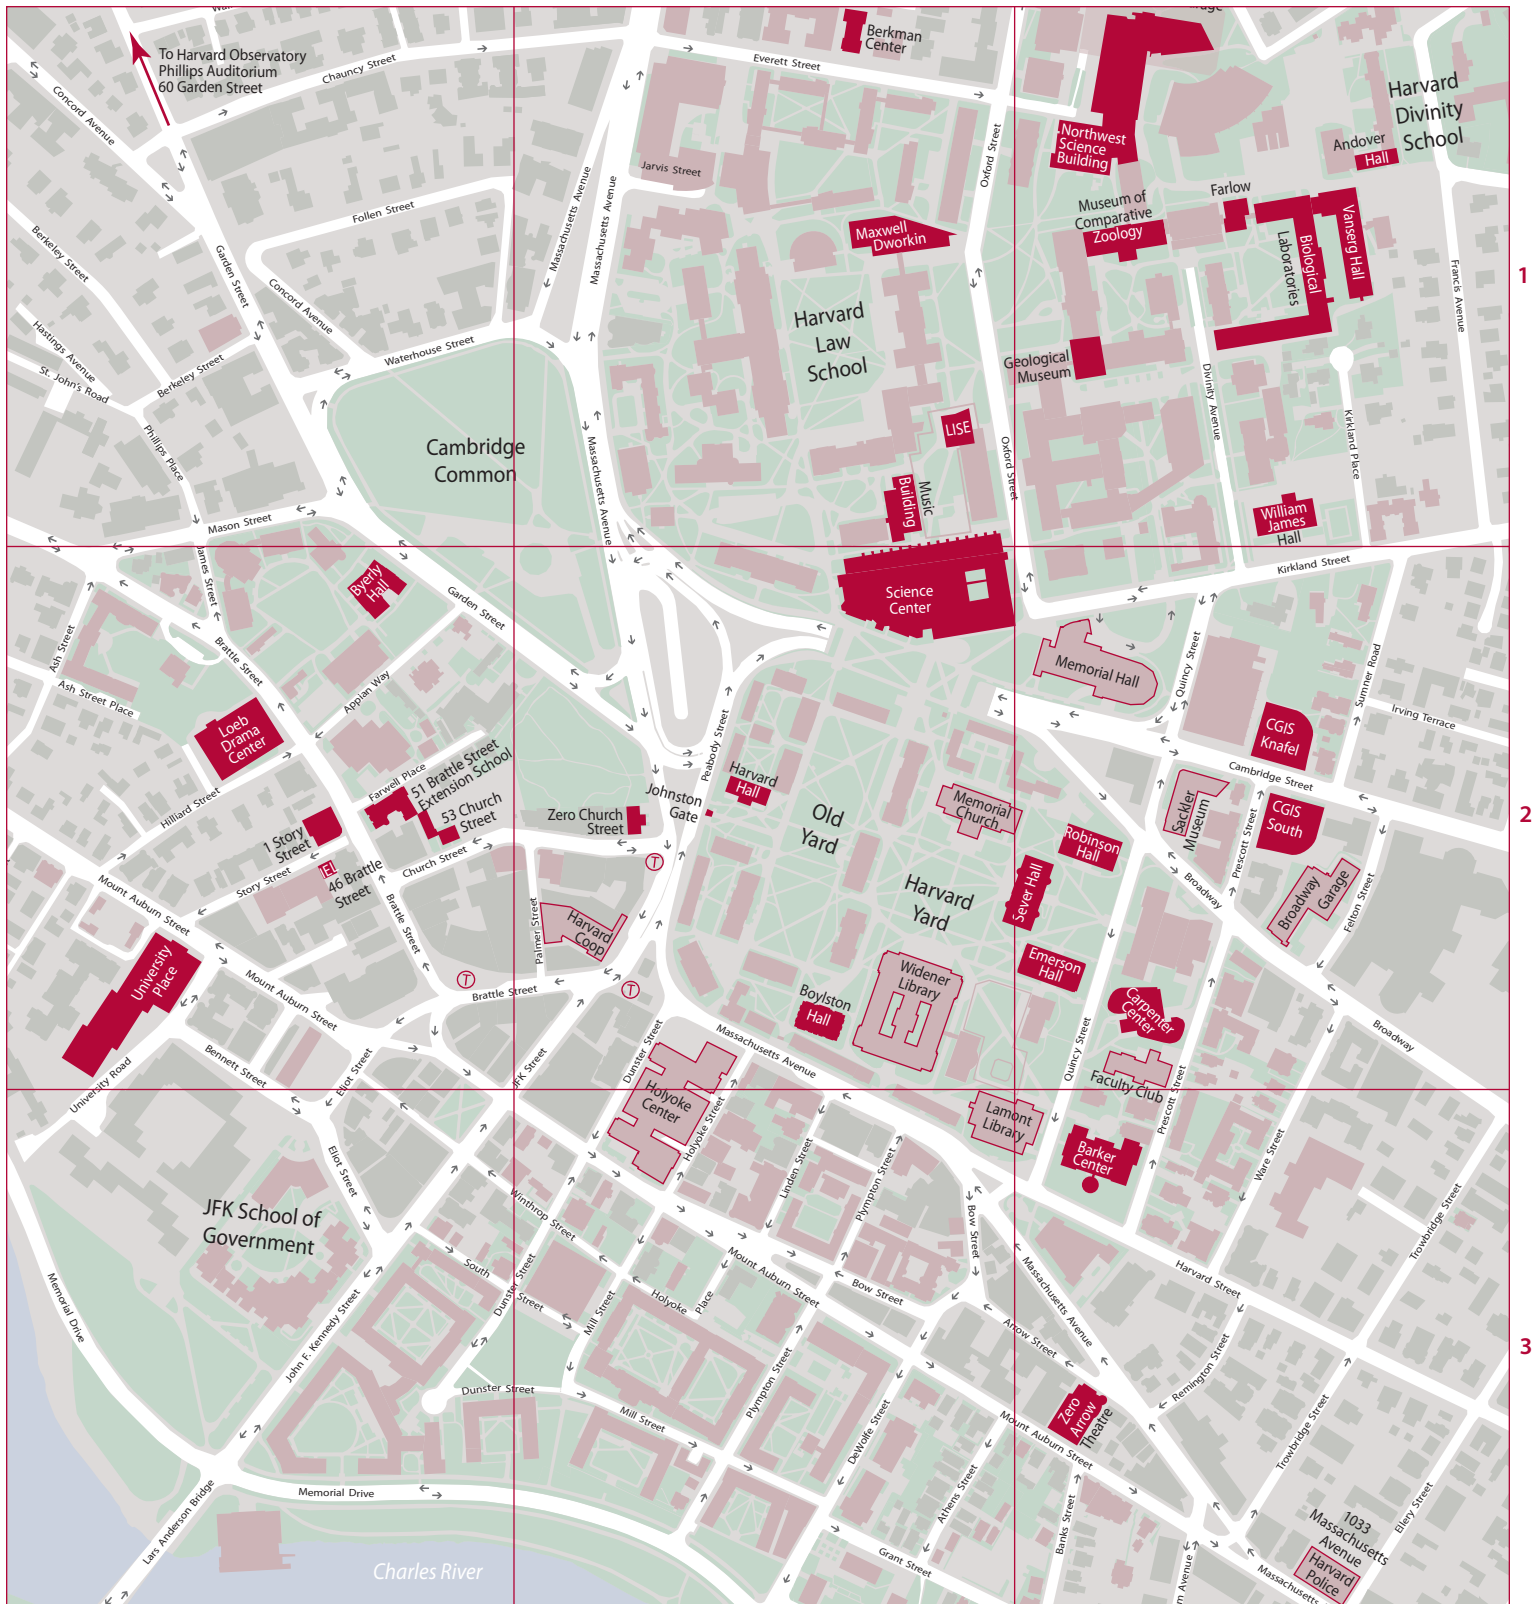 To Harvard Observatory
Phillips Auditorium
60 Garden Street
Chauncy Street
Concord Avenue
Berkeley Street
Hastings Avenue
St. John's Road
Berkeley Street
Phillips Place
Garden Street
Follen Street
Concord Avenue
Waterhouse Street
Mason Street
Cambridge
Common
Massachusetts Avenue
Massachusetts Avenue
Massachusetts Avenue
Everett Street
Jarvis Street
Berkman
Center
Maxwell
Dworkin
Harvard
Law
School
LISE
Music
Building
Oxford Street
Oxford Street
Northwest
Science
Building
Museum of
Comparative
Zoology
Farlow
Geological
Museum
Biological
Laboratories
Vanserg Hall
Andover
Hall
Harvard
Divinity
School
Francis Avenue
Divinity Avenue
Kirkland Place
William
James
Hall
1
Kirkland Street
James Street
Byerly
Hall
Garden Street
Ash Street
Ash Street Place
Brattle Street
Appian Way
Loeb
Drama
Center
Hilliard Street
Farwell Place
51 Brattle Street
Extension School
53 Church
Street
Church Street
1 Story
Street
Story Street
IEL
46 Brattle
Street
Brattle Street
Mount Auburn Street
University
Place
Mount Auburn Street
Bennett Street
University Road
Eliot Street
Brattle Street
Palmer Street
Harvard
Coop
T
T
T
Zero Church
Street
Johnston
Gate
Peabody Street
Harvard
Hall
Old
Yard
Science
Center
Memorial Hall
Memorial
Church
Harvard
Yard
Robinson
Hall
Sever Hall
Emerson
Hall
Widener
Library
Boylston
Hall
Massachusetts Avenue
Quincy Street
Quincy Street
Sumner Road
Irving Terrace
CGIS
Knafel
Cambridge Street
CGIS
South
Sackler
Museum
Prescott Street
Broadway
Broadway
Garage
Felton Street
Carpenter
Center
Faculty Club
Prescott Street
Broadway
2
JFK Street
Dunster Street
Holyoke
Center
Holyoke Street
Lamont
Library
Barker
Center
Ware Street
Trowbridge Street
Harvard Street
Eliot Street
JFK School of
Government
Memorial Drive
John F. Kennedy Street
Winthrop Street
South
Street
Dunster Street
Mill Street
Holyoke
Place
Linden Street
Plympton Street
Mount Auburn Street
Bow Street
Bow Street
Massachusetts Avenue
Arrow Street
Remington Street
Zero
Arrow
Theatre
Mount Auburn Street
Dunster Street
Mill Street
Plympton Street
DeWolfe Street
Athens Street
Banks Street
Grant Street
Memorial Drive
Lars Anderson Bridge
Charles River
Trowbridge Street
Ellery Street
1033
Massachusetts
Avenue
Harvard
Police
Massachusetts
3